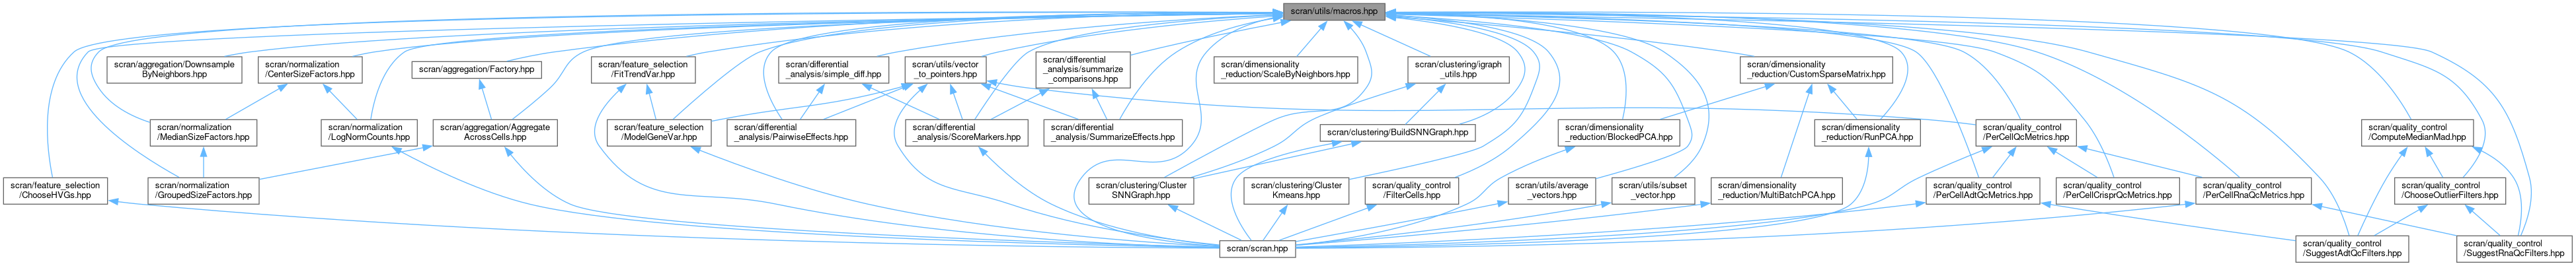 scran/utils/macros.hpp
scran/aggregation/Downsample
ByNeighbors.hpp
scran/normalization
/CenterSizeFactors.hpp
scran/aggregation/Factory.hpp
scran/feature_selection
/FitTrendVar.hpp
scran/differential
_analysis/simple_diff.hpp
scran/utils/vector
_to_pointers.hpp
scran/differential
_analysis/summarize
_comparisons.hpp
scran/dimensionality
_reduction/ScaleByNeighbors.hpp
scran/clustering/igraph
_utils.hpp
scran/dimensionality
_reduction/CustomSparseMatrix.hpp
scran/normalization
/MedianSizeFactors.hpp
scran/normalization
/LogNormCounts.hpp
scran/aggregation/Aggregate
AcrossCells.hpp
scran/feature_selection
/ModelGeneVar.hpp
scran/differential
_analysis/PairwiseEffects.hpp
scran/differential
_analysis/ScoreMarkers.hpp
scran/differential
_analysis/SummarizeEffects.hpp
scran/clustering/BuildSNNGraph.hpp
scran/dimensionality
_reduction/BlockedPCA.hpp
scran/dimensionality
_reduction/RunPCA.hpp
scran/quality_control
/PerCellQcMetrics.hpp
scran/quality_control
/ComputeMedianMad.hpp
scran/feature_selection
/ChooseHVGs.hpp
scran/normalization
/GroupedSizeFactors.hpp
scran/clustering/Cluster
SNNGraph.hpp
scran/clustering/Cluster
Kmeans.hpp
scran/quality_control
/FilterCells.hpp
scran/utils/average
_vectors.hpp
scran/utils/subset
_vector.hpp
scran/dimensionality
_reduction/MultiBatchPCA.hpp
scran/quality_control
/PerCellAdtQcMetrics.hpp
scran/quality_control
/PerCellCrisprQcMetrics.hpp
scran/quality_control
/PerCellRnaQcMetrics.hpp
scran/quality_control
/ChooseOutlierFilters.hpp
scran/scran.hpp
scran/quality_control
/SuggestAdtQcFilters.hpp
scran/quality_control
/SuggestRnaQcFilters.hpp